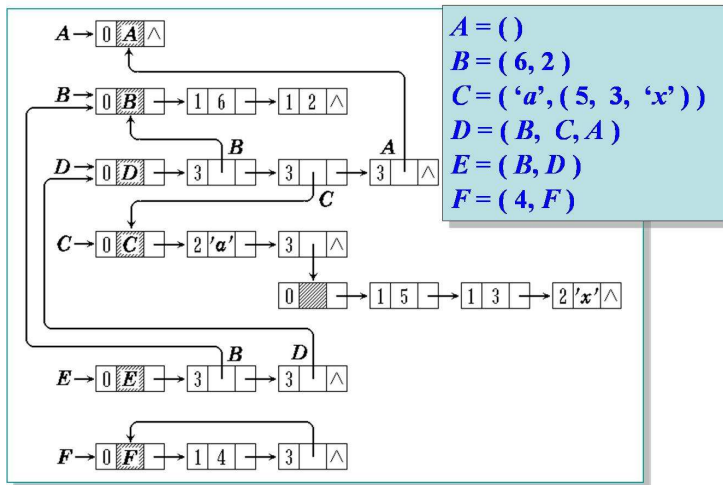 A 0 A ∧
B 0 B 1 6 1 2 ∧
B A
D 0 D 3 3 3 ∧
C
C 0 C 2 'a' 3 ∧
0 1 5 1 3 2 'x' ∧
B D
E 0 E 3 3 ∧
F 0 F 1 4 3 ∧
A = ( )
B = ( 6, 2 )
C = ( ‘a’, ( 5, 3, ‘x’ ) )
D = ( B, C, A )
E = ( B, D )
F = ( 4, F )